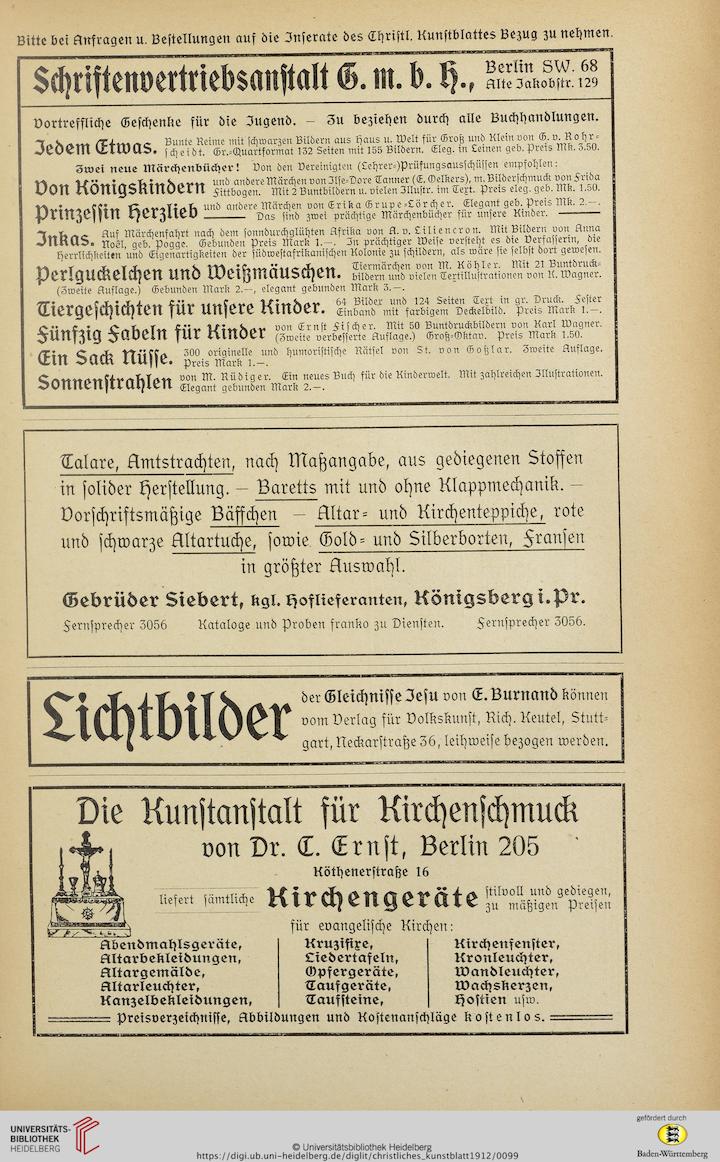 Bitte bei Anfragen u. Bestellungen auf die Inserate des Christl. Kunstblattes Bezug zu nehmen.
Schriftenvertriebsanstalt G. m. b. H., Berlin SW. 68
Alte Jakobstr. 129
Vortreffliche Geschenke für die Jugend. — Zu beziehen durch alle Buchhandlungen.
Jedem Etwas. Bunte Reime mit schwarzen Bildern aus Haus u. Welt für Groß und Klein von G. v. Rohr-
scheidt. Gr.-Quartformat 132 Seiten mit 155 Bildern. Eleg. in Leinen geb. Preis Mk. 3.50.
Zwei neue Märchenbücher! Von den Vereinigten (Lehrer-)Prüfungsausschüssen empfohlen:
Von Königskindern und andere Märchen von Ilse-Dore Tanner (E. Oelkers), m. Bilderschmuck von Frida
Fittbogen. Mit 2 Buntbildern u. vielen Illustr. im Text. Preis eleg. geb. Mk. 1.50.
Prinzessin Herzlieb und andere Märchen von Erika Grupe-Lörcher. Elegant geb. Preis Mk. 2.—.
Das sind zwei prächtige Märchenbücher für unsere Kinder.
Inkas. Auf Märchenfahrt nach dem sonndurchglühten Afrika von A. v. Liliencron. Mit Bildern von Anna
Noël, geb. Pogge. Gebunden Preis Mark 1.—. In prächtiger Weise versteht es die Verfasserin, die
Herrlichkeiten und Eigenartigkeiten der südwestafrikanischen Kolonie zu schildern, als wäre sie selbst dort gewesen.
Perlguckelchen und Weißmäuschen. Tiermärchen von M. Köhler. Mit 21 Buntdruck-
bildern und vielen Textillustrationen von K. Wagner.
(Zweite Auflage.) Gebunden Mark 2.—, elegant gebunden Mark 3.—.
Tiergeschichten für unsere Kinder. 64 Bilder und 124 Seiten Text in gr. Druck. Fester
Einband mit farbigem Deckelbild. Preis Mark 1.—.
Fünfzig Fabeln für Kinder von Ernst Fischer. Mit 50 Buntdruckbildern von Karl Wagner.
(Zweite verbesserte Auflage.) Groß-Oktav. Preis Mark 1.50.
Ein Sack Nüsse. 300 originelle und humoristische Rätsel von St. von Goßlar. Zweite Auflage.
Preis Mark 1.—.
Sonnenstrahlen von M. Rüdiger. Ein neues Buch für die Kinderwelt. Mit zahlreichen Illustrationen.
Elegant gebunden Mark 2.—.
Talare, Amtstrachten, nach Maßangabe, aus gediegenen Stoffen
in solider Herstellung. — Baretts mit und ohne Klappmechanik. —
Vorschriftsmäßige Bäffchen — Altar- und Kirchenteppiche, rote
und schwarze Altartuche, sowie Gold- und Silberborten, Fransen
in größter Auswahl.
Gebrüder Siebert, kgl. Hoflieferanten, Königsberg i. Pr.
Fernsprecher 3056 Kataloge und Proben franko zu Diensten. Fernsprecher 3056.
Lichtbilder der Gleichnisse Jesu von E. Burnand können
vom Verlag für Volkskunst, Rich. Keutel, Stutt-
gart, Neckarstraße 36, leihweise bezogen werden.
Die Kunstanstalt für Kirchenschmuck
von Dr. C. Ernst, Berlin 205
Köthenerstraße 16
liefert sämtliche Kirchengeräte stilvoll und gediegen,
zu mäßigen Preisen
für evangelische Kirchen:
Abendmahlsgeräte,
Altarbekleidungen,
Altargemälde,
Altarleuchter,
Kanzelbekleidungen,
Kruzifixe,
Liedertafeln,
Opfergeräte,
Taufgeräte,
Taufsteine,
Kirchenfenster,
Kronleuchter,
Wandleuchter,
Wachskerzen,
Hostien usw.
Preisverzeichnisse, Abbildungen und Kostenanschläge kostenlos.
UNIVERSITÄTS-
BIBLIOTHEK
HEIDELBERG
© Universitätsbibliothek Heidelberg
https://digi.ub.uni-heidelberg.de/diglit/christliches_kunstblatt1912/0099
gefördert durch
Baden-Württemberg